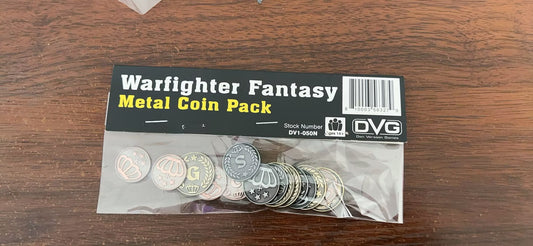 Warfighter Fantasy
Metal Coin Pack
Stock Number
DV1-050N
DVG
Dan Verssen Games
G
S